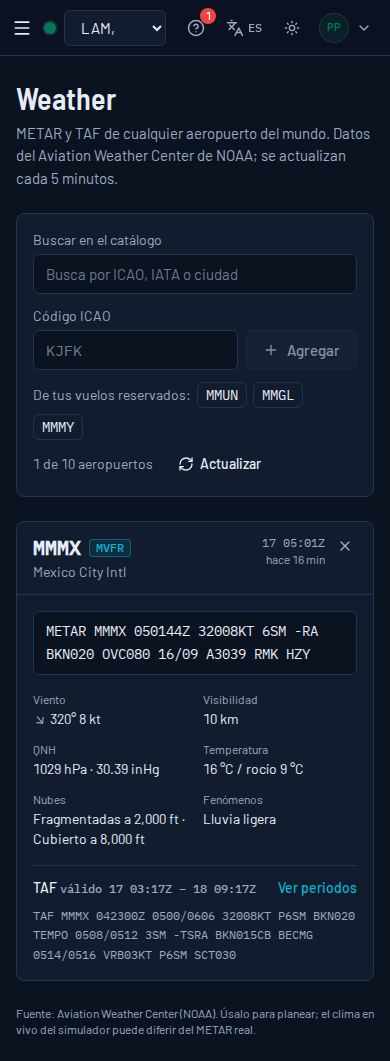 LAM,
1
ES
PP
Weather
METAR y TAF de cualquier aeropuerto del mundo. Datos
del Aviation Weather Center de NOAA; se actualizan
cada 5 minutos.
Buscar en el catálogo
Busca por ICAO, IATA o ciudad
Código ICAO
KJFK
+ Agregar
De tus vuelos reservados: MMUN MMGL
MMMY
1 de 10 aeropuertos Actualizar
MMMX MVFR 17 05:01Z
hace 16 min
Mexico City Intl
METAR MMMX 050144Z 32008KT 6SM -RA
BKN020 OVC080 16/09 A3039 RMK HZY
Viento Visibilidad
↘ 320° 8 kt 10 km
QNH Temperatura
1029 hPa · 30.39 inHg 16 °C / rocío 9 °C
Nubes Fenómenos
Fragmentadas a 2,000 ft · Lluvia ligera
Cubierto a 8,000 ft
TAF válido 17 03:17Z – 18 09:17Z Ver periodos
TAF MMMX 042300Z 0500/0606 32008KT P6SM BKN020
TEMPO 0508/0512 3SM -TSRA BKN015CB BECMG
0514/0516 VRB03KT P6SM SCT030
Fuente: Aviation Weather Center (NOAA). Úsalo para planear; el clima en
vivo del simulador puede diferir del METAR real.